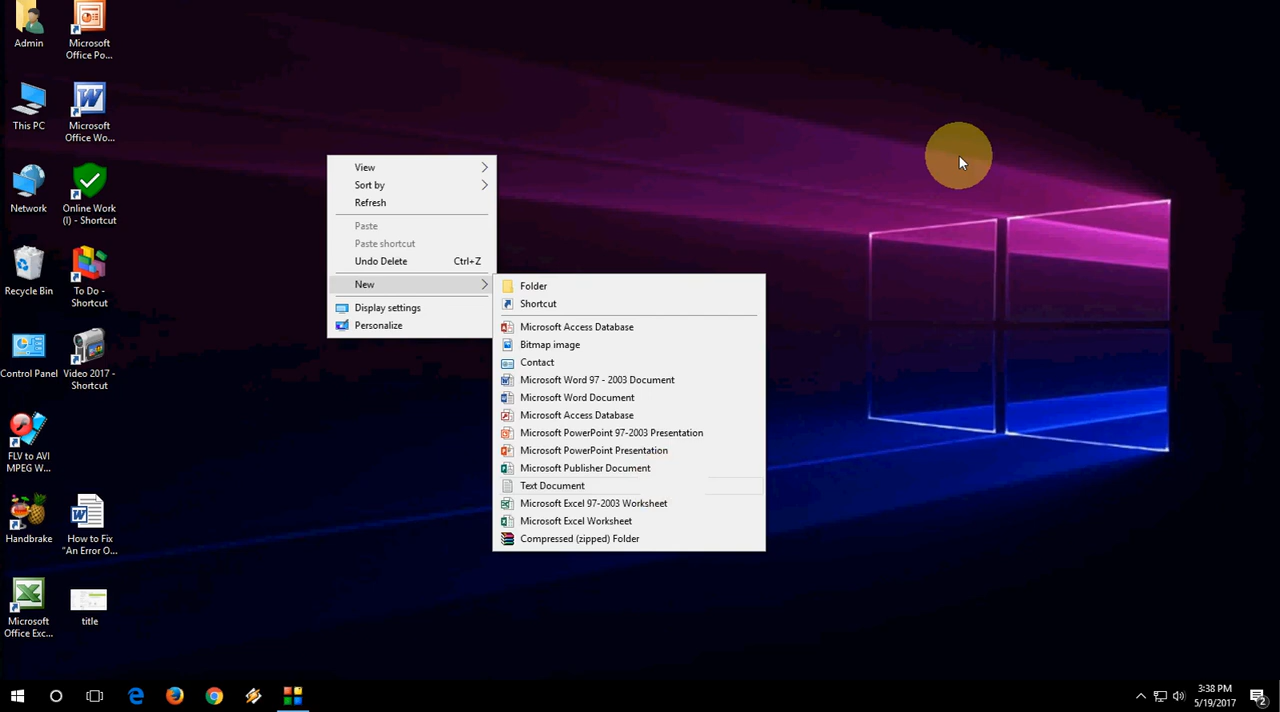 Admin
Microsoft
Office Po...
This PC
Microsoft
Office Wo...
Network
Online Work
(I) - Shortcut
Recycle Bin
To Do -
Shortcut
Control Panel
Video 2017 -
Shortcut
FLV to AVI
MPEG W...
Handbrake
How to Fix
"An Error O...
Microsoft
Office Exc...
title
View
Sort by
Refresh
Paste
Paste shortcut
Undo Delete Ctrl+Z
New
Display settings
Personalize
Folder
Shortcut
Microsoft Access Database
Bitmap image
Contact
Microsoft Word 97 - 2003 Document
Microsoft Word Document
Microsoft Access Database
Microsoft PowerPoint 97-2003 Presentation
Microsoft PowerPoint Presentation
Microsoft Publisher Document
Text Document
Microsoft Excel 97-2003 Worksheet
Microsoft Excel Worksheet
Compressed (zipped) Folder
3:38 PM
5/19/2017
2